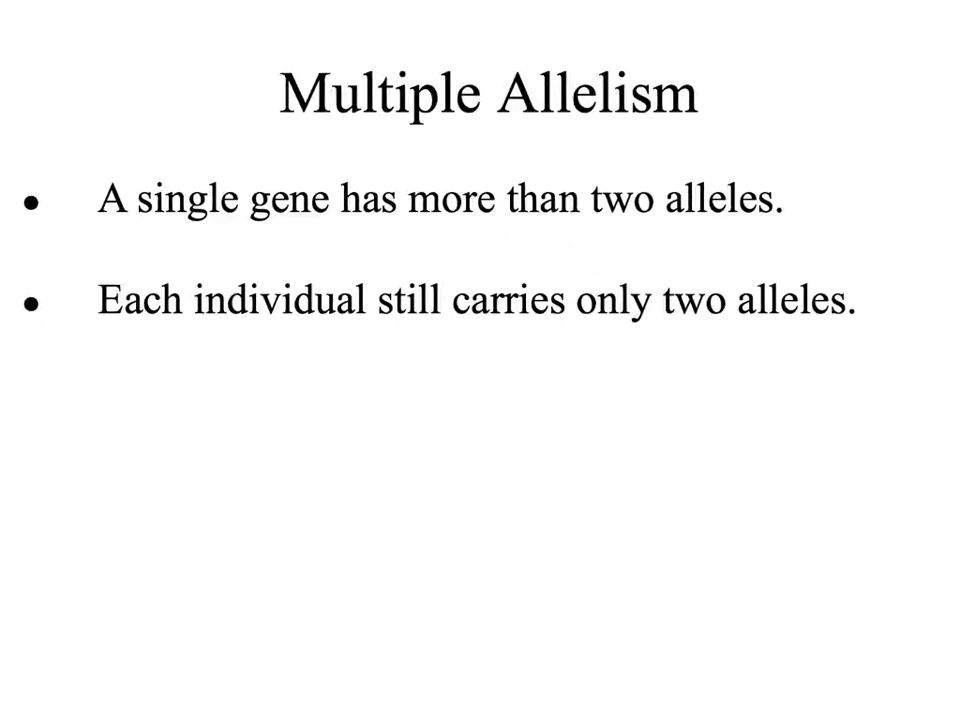 Multiple Allelism
• A single gene has more than two alleles.
• Each individual still carries only two alleles.